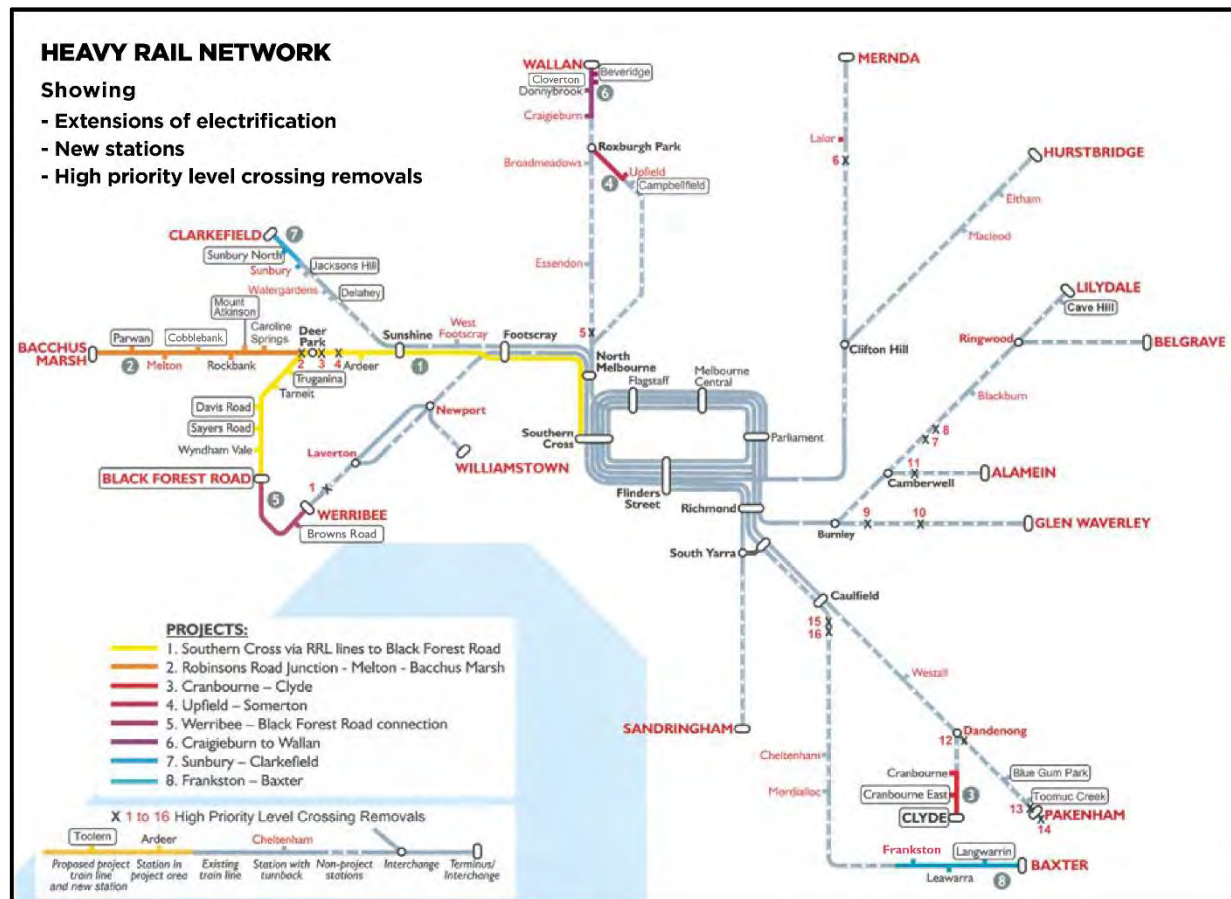 HEAVY RAIL NETWORK
Showing
- Extensions of electrification
- New stations
- High priority level crossing removals
WALLAN
Beveridge
Cloverton
Donnybrook
6
Craigieburn
Roxburgh Park
Broadmeadows
Upfield
4
Campbellfield
Essendon
5
MERNDA
Lalor
6
HURSTBRIDGE
Eltham
Macleod
CLARKEFIELD
7
Sunbury North
Sunbury
Jacksons Hill
Watergardens
Delahey
Mount
Atkinson
Parwan
Cobblebank
Caroline
Springs
Deer
Park
Sunshine
West
Footscray
Footscray
BACCHUS
MARSH
2
Melton
Rockbank
2
3
4
Ardeer
1
Truganina
Tarneit
Davis Road
Sayers Road
Wyndham Vale
BLACK FOREST ROAD
5
Newport
Laverton
WILLIAMSTOWN
1
WERRIBEE
Browns Road
North
Melbourne
Flagstaff
Melbourne
Central
Southern
Cross
Parliament
Flinders
Street
Richmond
South Yarra
Clifton Hill
LILYDALE
Cave Hill
Ringwood
BELGRAVE
Blackburn
8
7
11
Camberwell
ALAMEIN
9
10
Burnley
GLEN WAVERLEY
Caulfield
15
16
Westall
SANDRINGHAM
Cheltenham
Mordialloc
Dandenong
12
Cranbourne
Cranbourne East
3
CLYDE
Blue Gum Park
Toomuc Creek
13
PAKENHAM
14
Frankston
Langwarrin
BAXTER
Leawarra
8
PROJECTS:
1. Southern Cross via RRL lines to Black Forest Road
2. Robinsons Road Junction - Melton - Bacchus Marsh
3. Cranbourne – Clyde
4. Upfield – Somerton
5. Werribee – Black Forest Road connection
6. Craigieburn to Wallan
7. Sunbury – Clarkefield
8. Frankston – Baxter
X 1 to 16 High Priority Level Crossing Removals
Toolern
Ardeer
Cheltenham
Proposed project
train line
and new station
Station in
project area
Existing
train line
Station with
turnback
Non-project
stations
Interchange
Terminus/
Interchange